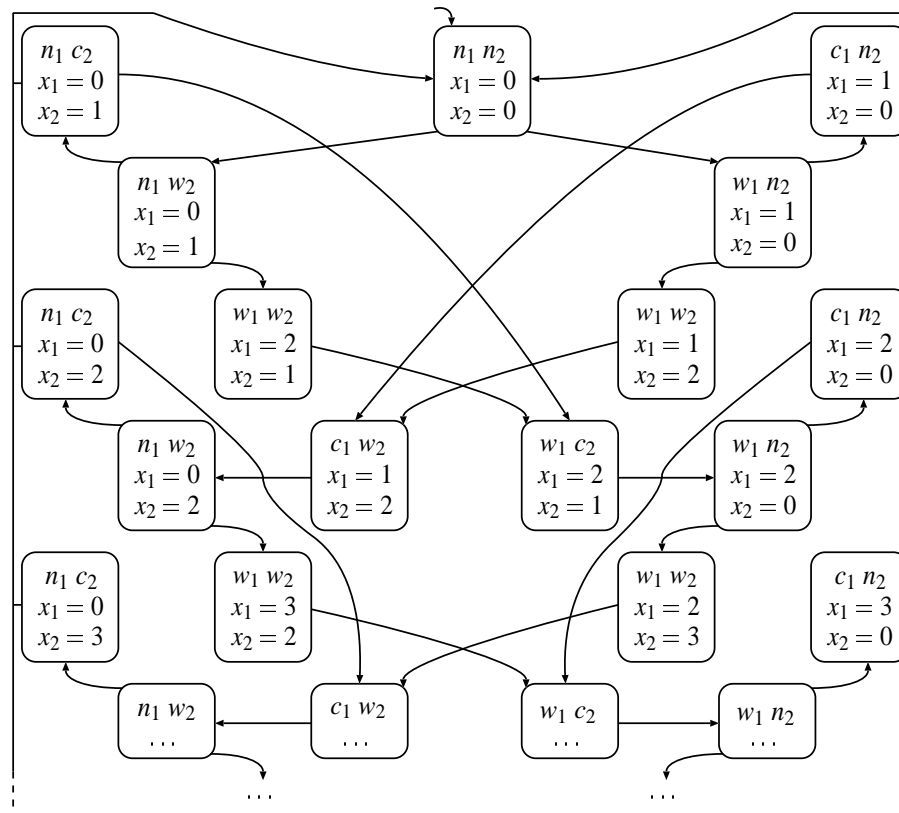 n₁ c₂
x₁ = 0
x₂ = 1
n₁ n₂
x₁ = 0
x₂ = 0
c₁ n₂
x₁ = 1
x₂ = 0
n₁ w₂
x₁ = 0
x₂ = 1
w₁ n₂
x₁ = 1
x₂ = 0
n₁ c₂
x₁ = 0
x₂ = 2
w₁ w₂
x₁ = 2
x₂ = 1
w₁ w₂
x₁ = 1
x₂ = 2
c₁ n₂
x₁ = 2
x₂ = 0
n₁ w₂
x₁ = 0
x₂ = 2
c₁ w₂
x₁ = 1
x₂ = 2
w₁ c₂
x₁ = 2
x₂ = 1
w₁ n₂
x₁ = 2
x₂ = 0
n₁ c₂
x₁ = 0
x₂ = 3
w₁ w₂
x₁ = 3
x₂ = 2
w₁ w₂
x₁ = 2
x₂ = 3
c₁ n₂
x₁ = 3
x₂ = 0
n₁ w₂
...
c₁ w₂
...
w₁ c₂
...
w₁ n₂
...
...
...